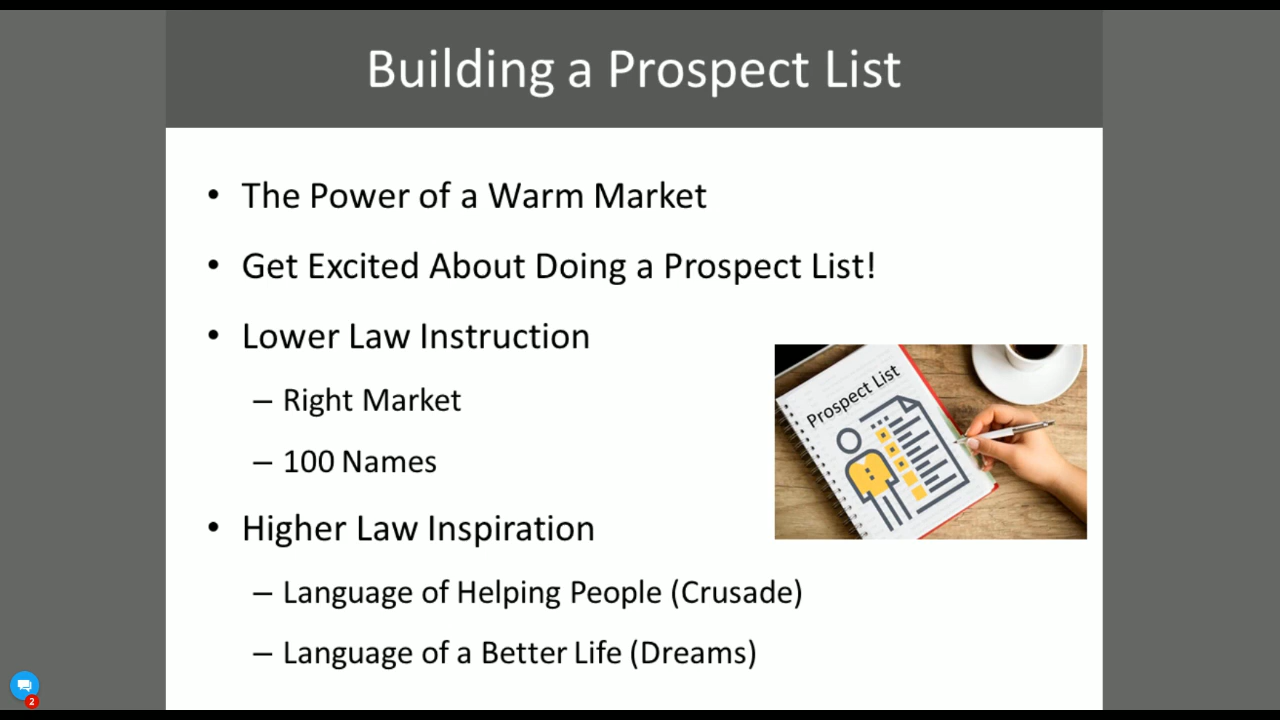 Building a Prospect List
• The Power of a Warm Market
• Get Excited About Doing a Prospect List!
• Lower Law Instruction
– Right Market
– 100 Names
Prospect List
• Higher Law Inspiration
– Language of Helping People (Crusade)
– Language of a Better Life (Dreams)
2